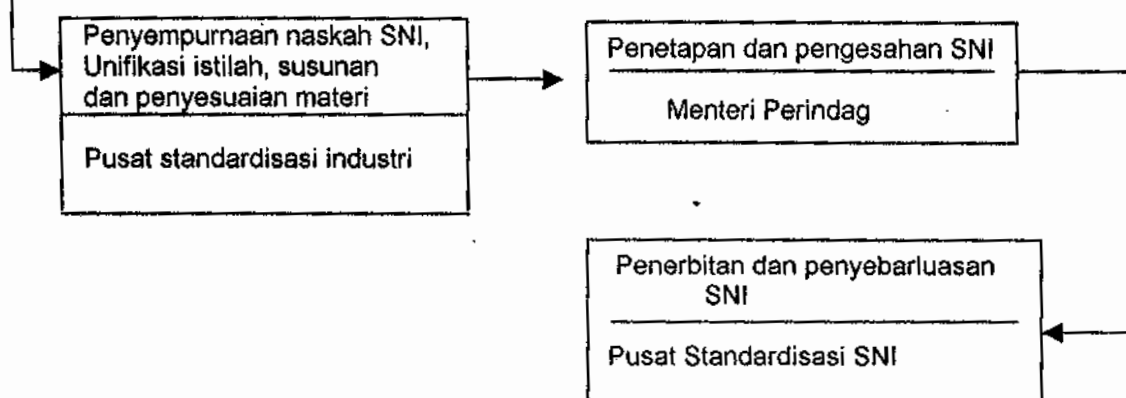 Penyempurnaan naskah SNI,
Unifikasi istilah, susunan
dan penyesuaian materi
Pusat standardisasi industri
Penetapan dan pengesahan SNI
Menteri Perindag
Penerbitan dan penyebarluasan
SNI
Pusat Standardisasi SNI